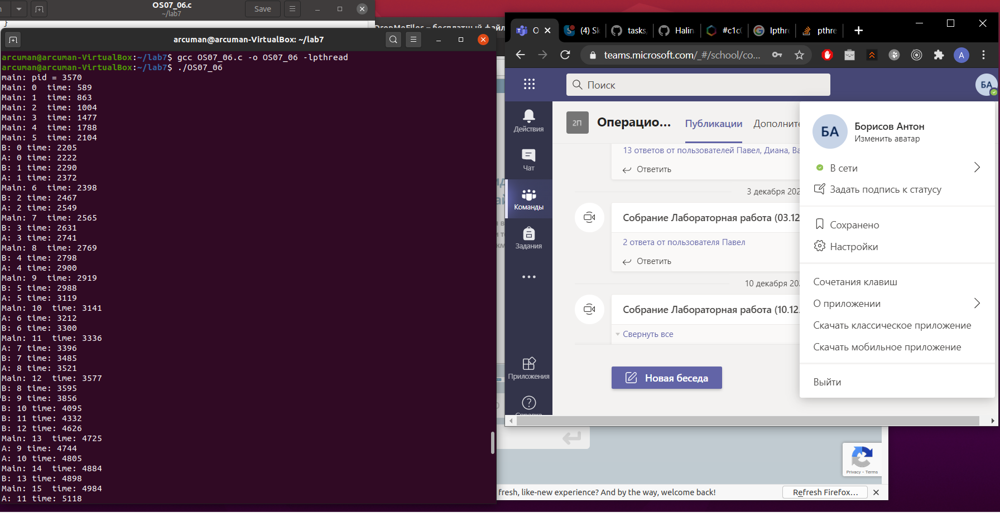 OS07_06.c
~/lab7
Save
}
DropMeFiles – бесплатный файл
arcuman@arcuman-VirtualBox: ~/lab7
arcuman@arcuman-VirtualBox:~/lab7$ gcc OS07_06.c -o OS07_06 -lpthread
arcuman@arcuman-VirtualBox:~/lab7$ ./OS07_06
main: pid = 3570
Main: 0  time: 589
Main: 1  time: 863
Main: 2  time: 1004
Main: 3  time: 1477
Main: 4  time: 1788
Main: 5  time: 2104
B: 0 time: 2205
A: 0 time: 2222
B: 1 time: 2290
A: 1 time: 2372
Main: 6  time: 2398
B: 2 time: 2467
A: 2 time: 2549
Main: 7  time: 2565
B: 3 time: 2631
A: 3 time: 2741
Main: 8  time: 2769
B: 4 time: 2798
A: 4 time: 2900
Main: 9  time: 2919
B: 5 time: 2988
A: 5 time: 3119
Main: 10  time: 3141
A: 6 time: 3212
B: 6 time: 3300
Main: 11  time: 3336
A: 7 time: 3396
B: 7 time: 3485
A: 8 time: 3521
Main: 12  time: 3577
B: 8 time: 3595
B: 9 time: 3856
B: 10 time: 4095
B: 11 time: 4332
B: 12 time: 4626
Main: 13  time: 4725
A: 9 time: 4744
A: 10 time: 4805
Main: 14  time: 4884
B: 13 time: 4898
Main: 15  time: 4984
A: 11 time: 5118
О
(4) Sk
tasks,
Halin
#c1c(
lpthre
pthre
teams.microsoft.com/_#/school/co...
A
Поиск
БА
Действия
Чат
Команды
Задания
Приложения
Справка
2П
Операцио...
Публикации
Дополните
13 ответов от пользователей Павел, Диана, Ва
Ответить
3 декабря 202
Собрание Лабораторная работа (03.12
2 ответа от пользователя Павел
Ответить
10 декабря 202
Собрание Лабораторная работа (10.12.
Свернуть все
Новая беседа
БА
Борисов Антон
Изменить аватар
В сети
Задать подпись к статусу
Сохранено
Настройки
Сочетания клавиш
О приложении
Скачать классическое приложение
Скачать мобильное приложение
Выйти
Privacy - Terms
fresh, like-new experience? And by the way, welcome back!
Refresh Firefox…